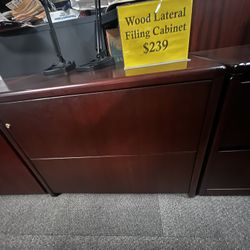 Wood Lateral
Filing Cabinet
$239